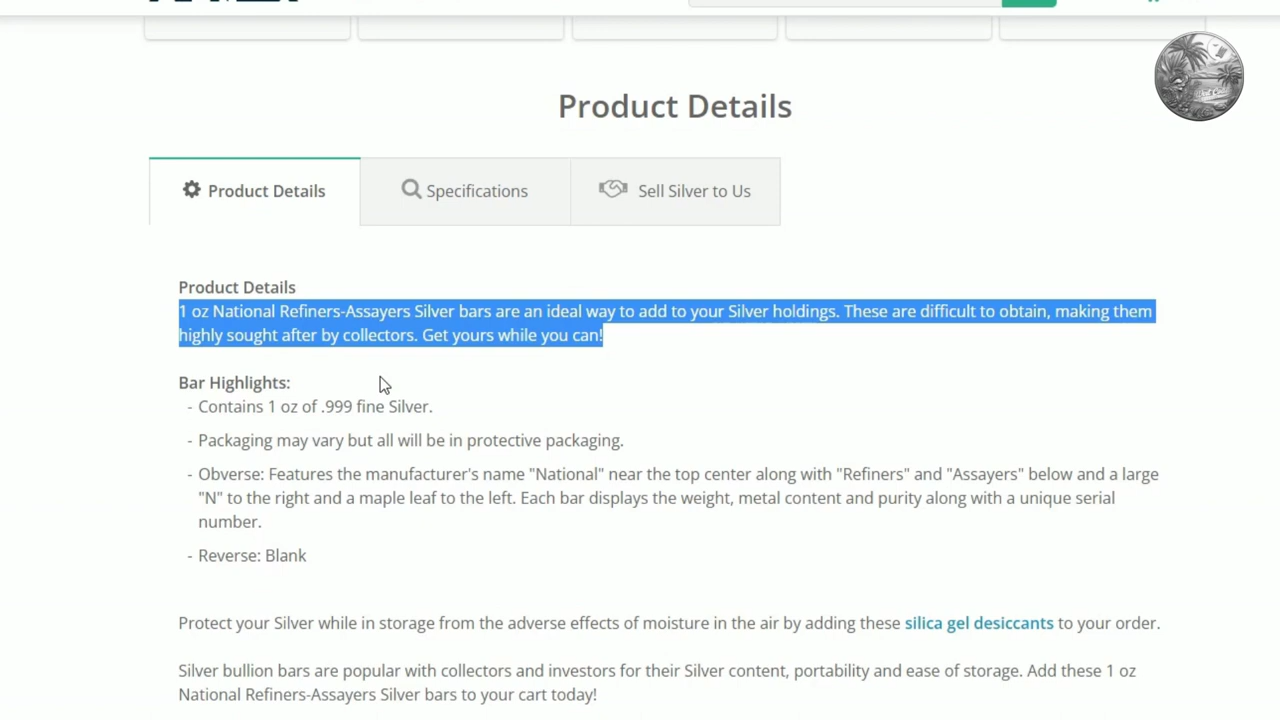 Product Details
Product Details
Specifications
Sell Silver to Us
Product Details
1 oz National Refiners-Assayers Silver bars are an ideal way to add to your Silver holdings. These are difficult to obtain, making them
highly sought after by collectors. Get yours while you can!
Bar Highlights:
- Contains 1 oz of .999 fine Silver.
- Packaging may vary but all will be in protective packaging.
- Obverse: Features the manufacturer's name "National" near the top center along with "Refiners" and "Assayers" below and a large
"N" to the right and a maple leaf to the left. Each bar displays the weight, metal content and purity along with a unique serial
number.
- Reverse: Blank
Protect your Silver while in storage from the adverse effects of moisture in the air by adding these silica gel desiccants to your order.
Silver bullion bars are popular with collectors and investors for their Silver content, portability and ease of storage. Add these 1 oz
National Refiners-Assayers Silver bars to your cart today!